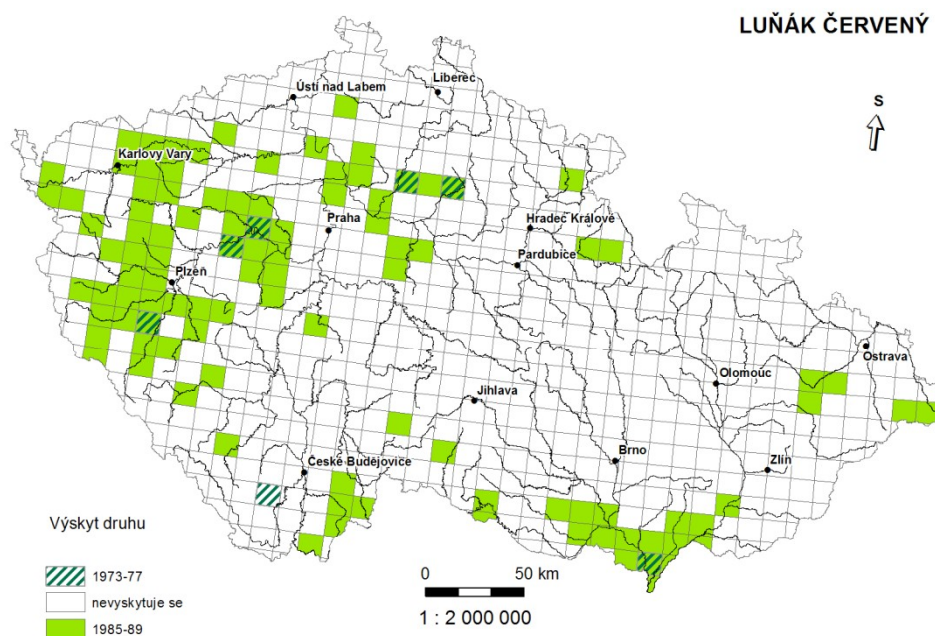 LUŇÁK ČERVENÝ
S
Liberec
Ústí nad Labem
Karlovy Vary
Hradec Králové
Praha
Pardubice
Plzeň
Ostrava
Olomouc
Jihlava
Brno
Zlín
České Budějovice
Výskyt druhu
1973-77
nevyskytuje se
1985-89
0 50 km
1 : 2 000 000